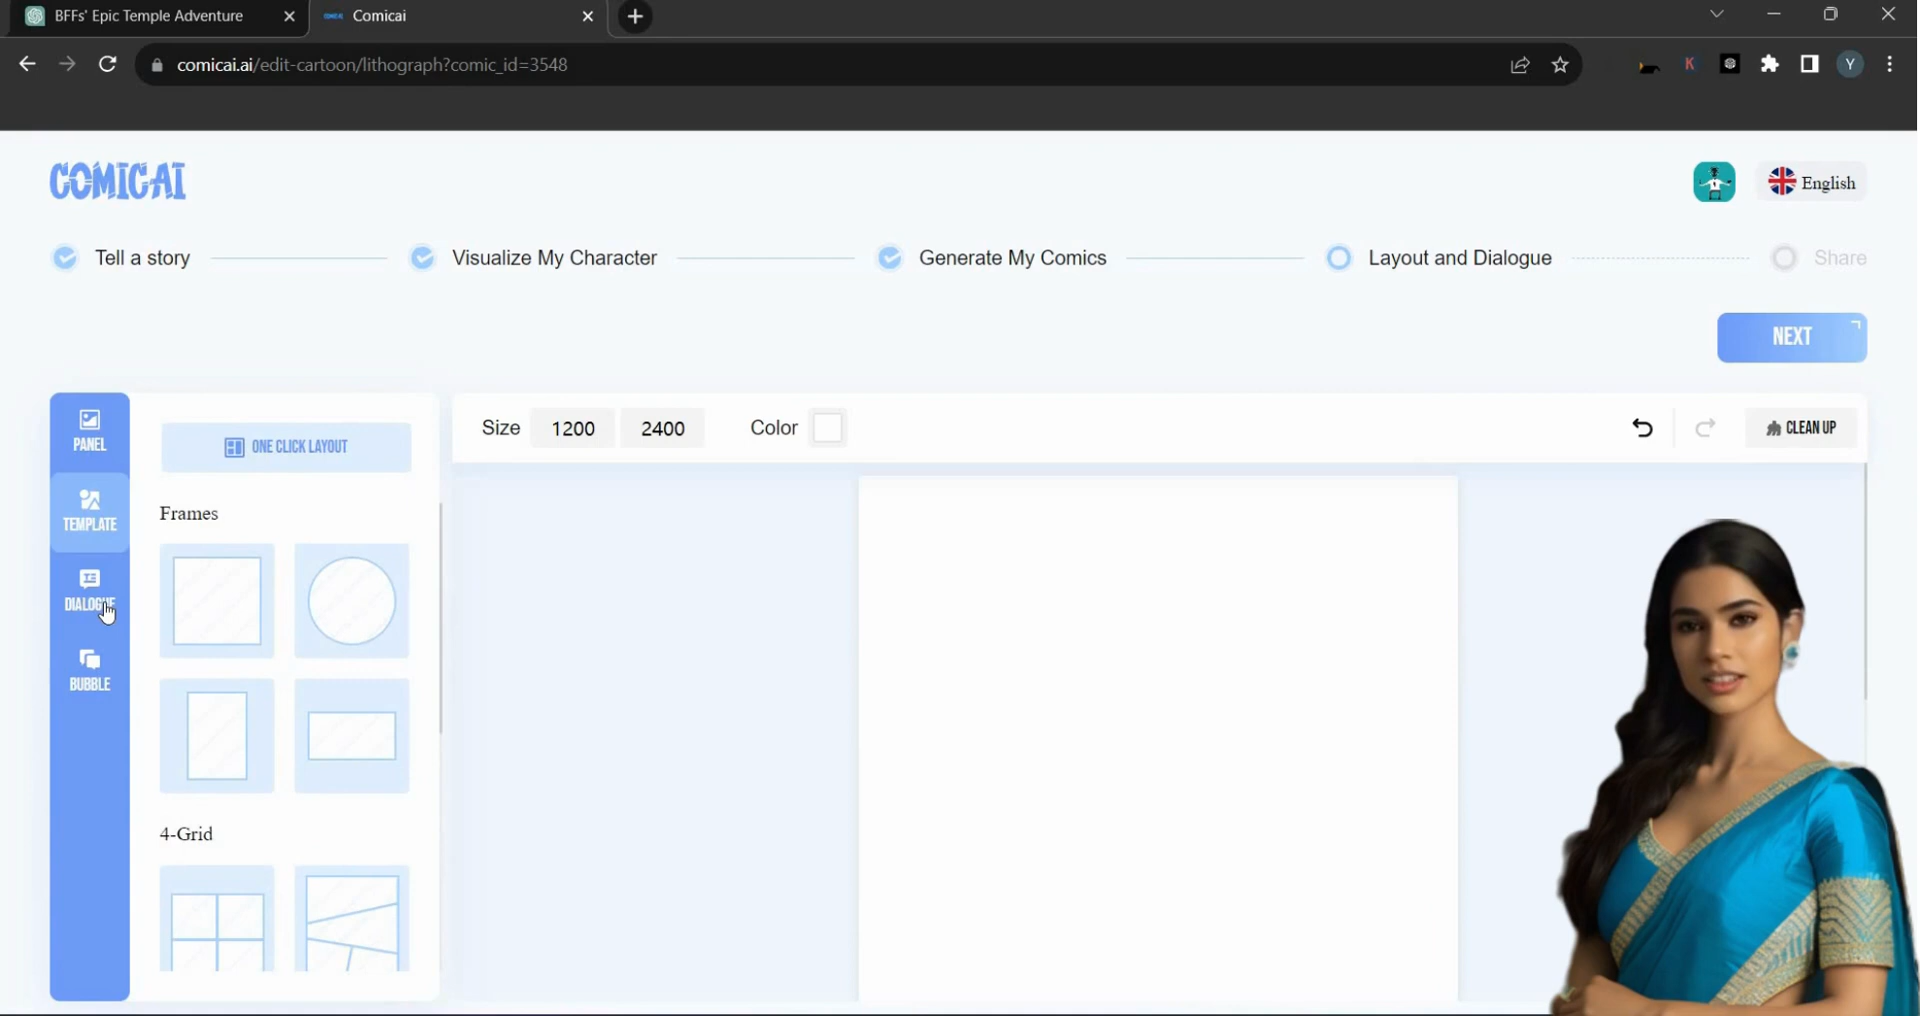 BFFs' Epic Temple Adventure
Comicai
comicai.ai/edit-cartoon/lithograph?comic_id=3548
K
Y
COMICAI
English
Tell a story
Visualize My Character
Generate My Comics
Layout and Dialogue
Share
NEXT
PANEL
TEMPLATE
DIALOGUE
BUBBLE
ONE CLICK LAYOUT
Frames
4-Grid
Size
1200
2400
Color
CLEAN UP